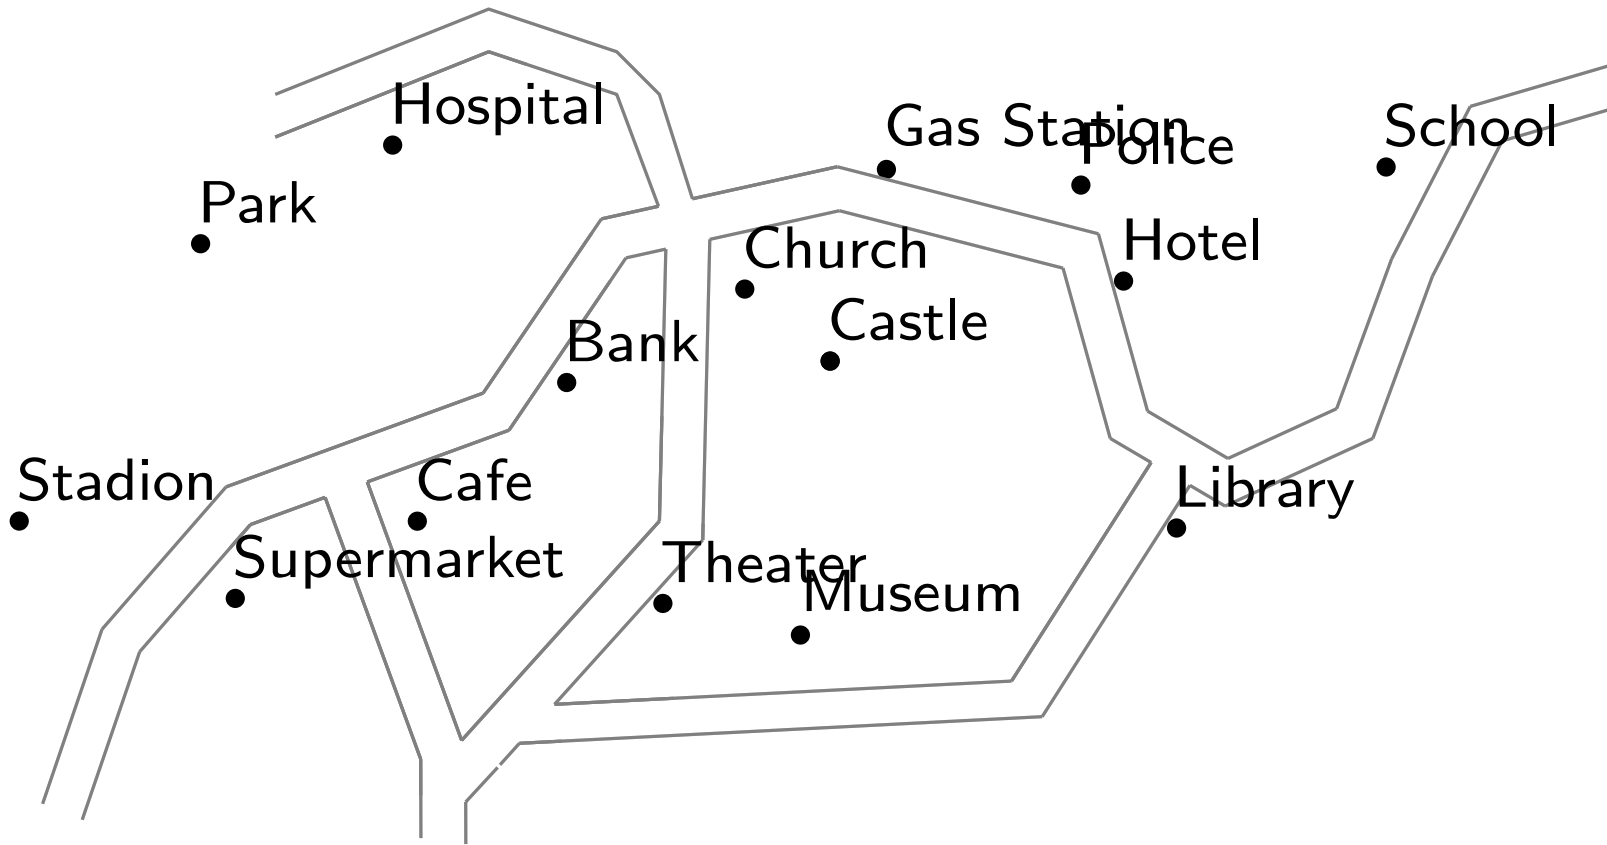 Hospital
Gas Station
School
Police
Park
Hotel
Church
Castle
Bank
Stadion
Cafe
Library
Supermarket
Theater
Museum